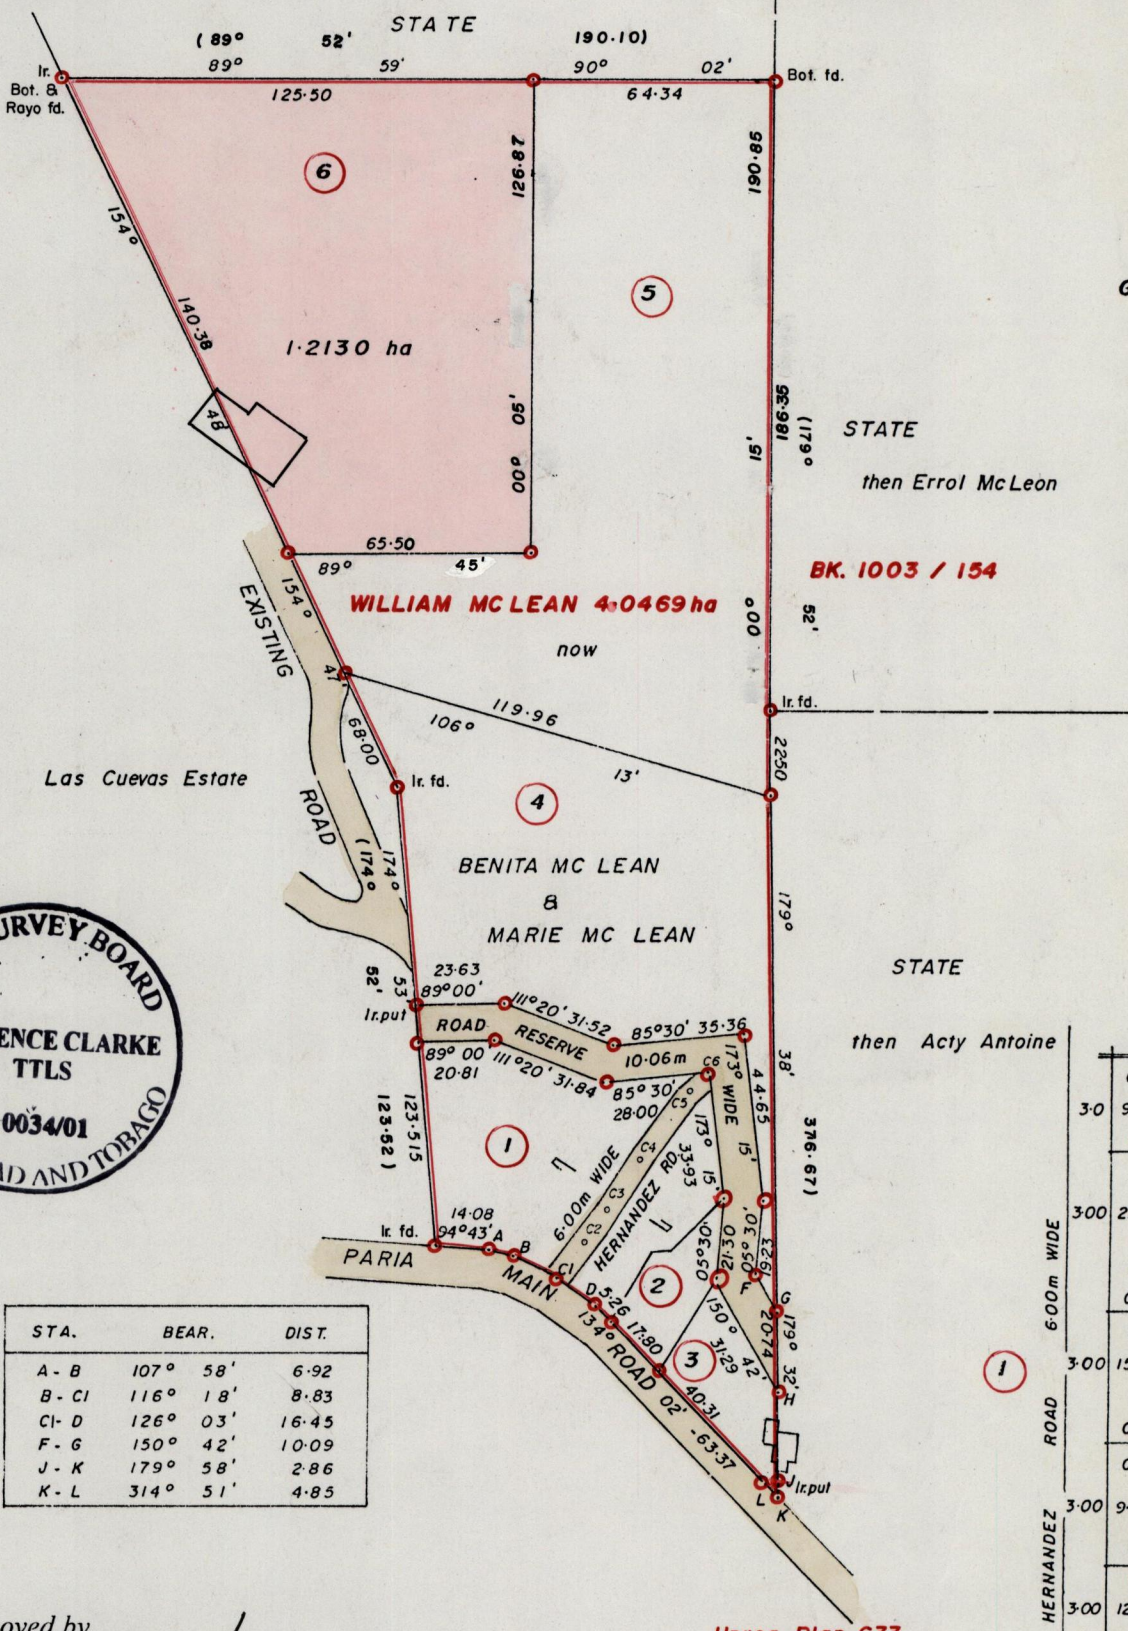 STATE
(89° 52' 190.10)
89° 59' 90° 02'
Ir.
Bot. &
Rayo fd.
Bot. fd.
125.50 64.34
6
126.87
190.85
154°
140.38
48'
5
1.2130 ha
00° 05'
186.35
15'
(179°
STATE
then Errol McLeon
65.50
89° 45'
BK. 1003 / 154
WILLIAM MC LEAN 4.0469 ha
now
000
52'
EXISTING
ROAD
154°
47'
68.00
119.96
106°
13'
Ir. fd.
2250
Las Cuevas Estate
Ir. fd.
4
BENITA MC LEAN
&
MARIE MC LEAN
(174°
174°
179°
STATE
then Acty Antoine
URVEY BOARD
ENCE CLARKE
TTLS
0034/01
AD AND TOBAGO
52'
53'
Ir.put
23.63
89°00'
111°20' 31.52
85°30' 35.36
ROAD RESERVE
10.06m
WIDE
89° 00'
20.81
111°20' 31.84
85°30'
28.00
173°
44.65
15'
38'
376.67)
123.52)
123.515
1
C6
C5
C4
C3
C2
C1
6.00m WIDE
HERNANDEZ RD.
173°
33.93
15'
14.08
94°43'
Ir. fd.
A
B
D
PARIA MAIN ROAD
05°30'
21.30
05°30'
19.23
F
G
2
5.26
134°
17.80
150°
31.29
42'
20.74
179°
32'
3
40.31
02'
-63.37
H
J
Ir.put
L
K
STA. BEAR. DIST.
A - B 107° 58' 6.92
B - C1 116° 18' 8.83
C1- D 126° 03' 16.45
F - G 150° 42' 10.09
J - K 179° 58' 2.86
K - L 314° 51' 4.85
1
HERNANDEZ ROAD 6.00m WIDE
3.0 9
3.00 2
3.00 15
3.00 9
3.00 12
oved by